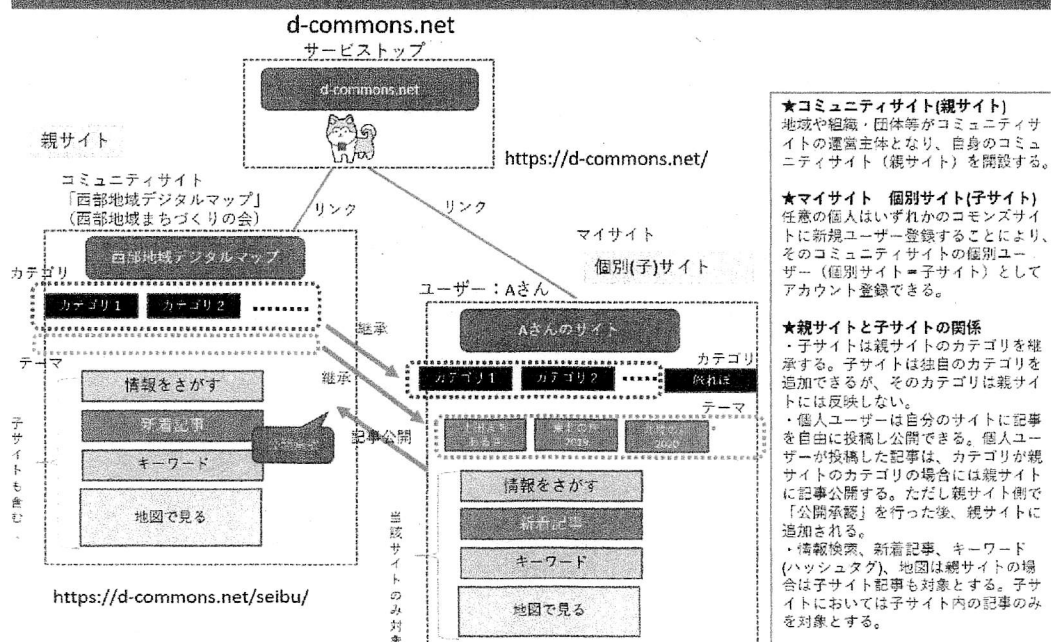 d-commons.net
サービストップ
d-commons.net
https://d-commons.net/
親サイト
コミュニティサイト
「西部地域デジタルマップ」
（西部地域まちづくりの会）
リンク
リンク
西部地域デジタルマップ
カテゴリ
カテゴリ1
カテゴリ2
テーマ
情報をさがす
新着記事
キーワード
地図で見る
子サイトも含む
https://d-commons.net/seibu/
継承
継承
記事公開
マイサイト
個別(子)サイト
ユーザー：Aさん
Aさんのサイト
カテゴリ
カテゴリ1
カテゴリ2
テーマ
2019
2020
情報をさがす
新着記事
キーワード
地図で見る
当該サイトのみ対象
★コミュニティサイト(親サイト)
地域や組織・団体等がコミュニティサ
イトの運営主体となり、自身のコミュ
ニティサイト（親サイト）を開設する。
★マイサイト　個別サイト(子サイト)
任意の個人はいずれかのコモンズサイ
トに新規ユーザー登録することにより、
そのコミュニティサイトの個別ユー
ザー（個別サイト＝子サイト）として
アカウント登録できる。
★親サイトと子サイトの関係
・子サイトは親サイトのカテゴリを継
承する。子サイトは独自のカテゴリを
追加できるが、そのカテゴリは親サイ
トには反映しない。
・個人ユーザーは自分のサイトに記事
を自由に投稿し公開できる。個人ユー
ザーが投稿した記事は、カテゴリが親
サイトのカテゴリの場合には親サイト
に記事公開する。ただし親サイト側で
「公開承認」を行った後、親サイトに
追加される。
・情報検索、新着記事、キーワード
(ハッシュタグ)、地図は親サイトの場
合は子サイト記事も対象とする。子サ
イトにおいては子サイト内の記事のみ
を対象とする。